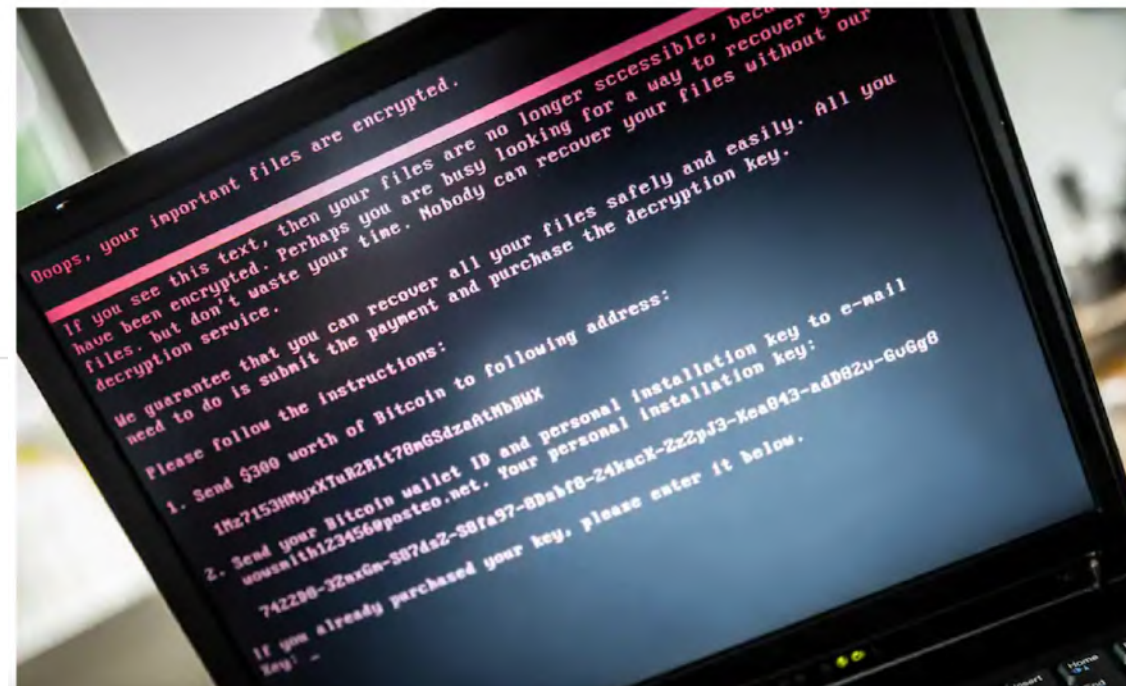 Ooops, your important files are encrypted.
If you see this text, then your files are no longer sccessible, beca
have been encrypted. Perhaps you are busy looking for a way to recover y
files, but don't waste your time. Nobody can recover your files without our
decryption service.
We guarantee that you can recover all your files safely and easily. All you
need to do is submit the payment and purchase the decryption key.
Please follow the instructions:
1. Send $300 worth of Bitcoin to following address:
1Mz7153HMuxXTuR2R1t78mGSdzaAtNbBWX
2. Send your Bitcoin wallet ID and personal installation key to e-mail
wowsmith123456@posteo.net. Your personal installation key:
If you already purchased your key, please enter it below.
Key: _
Home
End